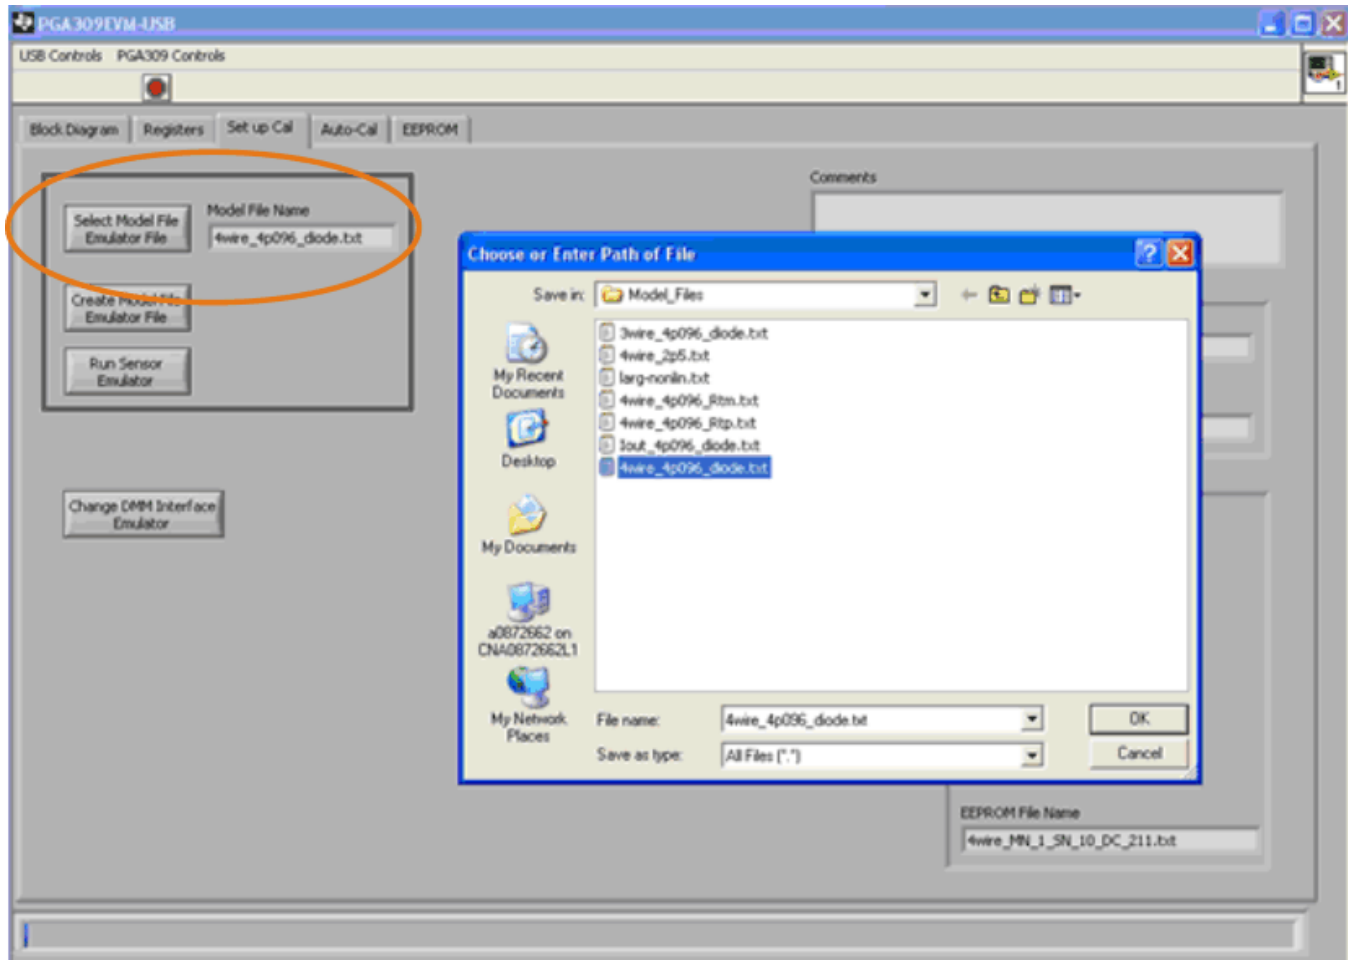 PGA309EVM-USB
USB Controls PGA309 Controls
1
Block Diagram Registers Set up Cal Auto-Cal EEPROM
Select Model File
Emulator File
Model File Name
4wire_4p096_diode.txt
Create Model File
Emulator File
Run Sensor
Emulator
Change DMM Interface
Emulator
Comments
Choose or Enter Path of File
Save in: Model_Files
My Recent
Documents
Desktop
My Documents
a0872662 on
CNA0872662L1
My Network
Places
3wire_4p096_diode.txt
4wire_2p5.txt
larg-nonlin.txt
4wire_4p096_Rtm.txt
4wire_4p096_Rtp.txt
Iout_4p096_diode.txt
4wire_4p096_diode.txt
File name: 4wire_4p096_diode.txt OK
Save as type: All Files (*.*) Cancel
EEPROM File Name
4wire_MN_1_SN_10_DC_211.txt